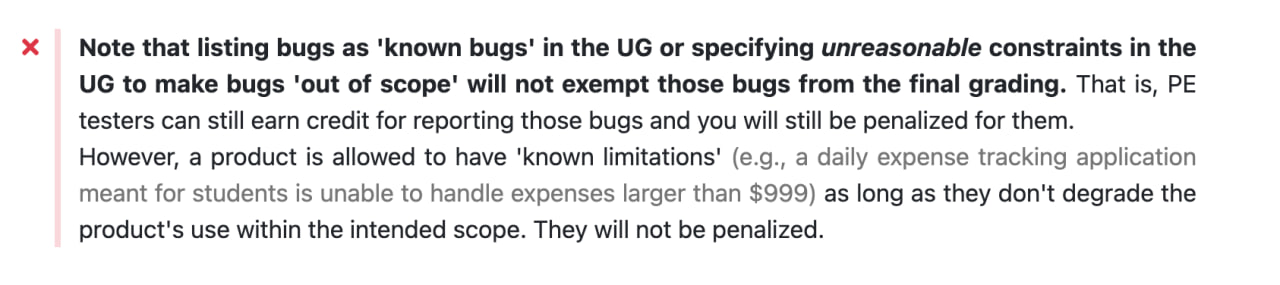 Note that listing bugs as 'known bugs' in the UG or specifying unreasonable constraints in the
UG to make bugs 'out of scope' will not exempt those bugs from the final grading. That is, PE
testers can still earn credit for reporting those bugs and you will still be penalized for them.
However, a product is allowed to have 'known limitations' (e.g., a daily expense tracking application
meant for students is unable to handle expenses larger than $999) as long as they don't degrade the
product's use within the intended scope. They will not be penalized.